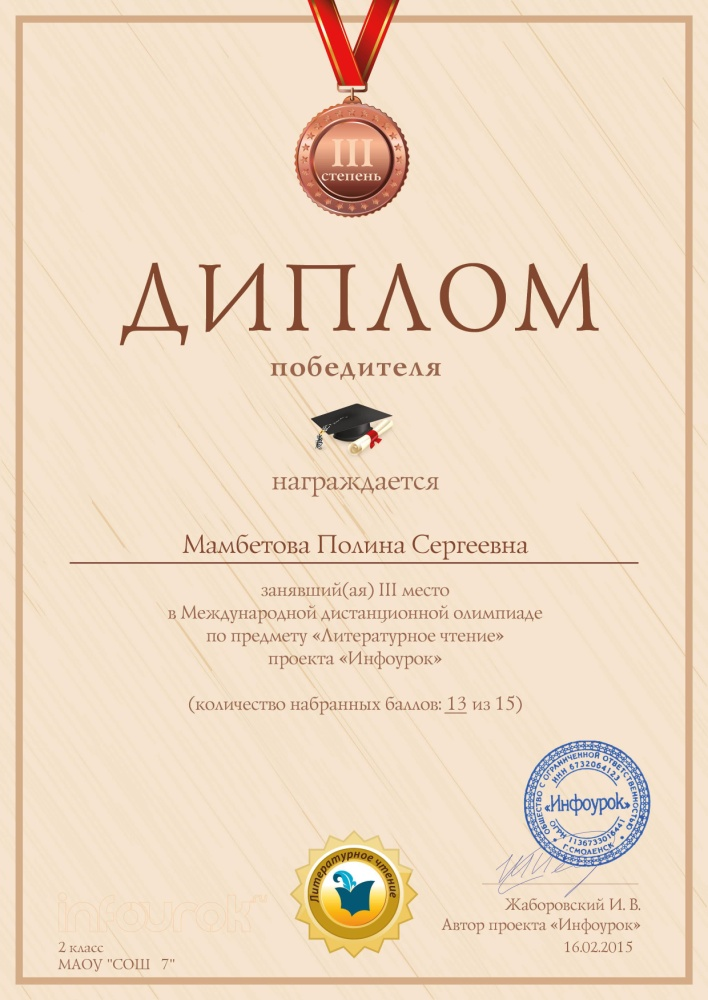 III
степень
ДИПЛОМ
победителя
награждается
Мамбетова Полина Сергеевна
занявший(ая) III место
в Международной дистанционной олимпиаде
по предмету «Литературное чтение»
проекта «Инфоурок»
(количество набранных баллов: 13 из 15)
ОБЩЕСТВО С ОГРАНИЧЕННОЙ ОТВЕТСТВЕННОСТЬЮ
ИНН 6732064123
«Инфоурок»
ОГРН 1136733016441
* Г.СМОЛЕНСК *
Литературное чтение
Жаборовский И. В.
Автор проекта «Инфоурок»
16.02.2015
infourok
2 класс
МАОУ "СОШ 7"